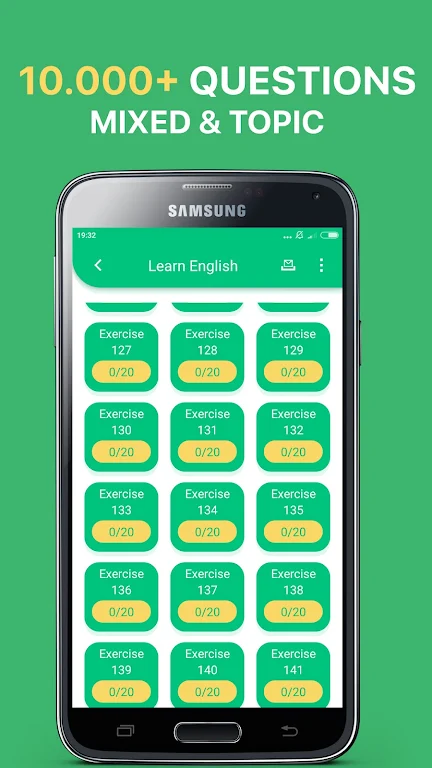 10.000+ QUESTIONS
MIXED & TOPIC
SAMSUNG
19:32
Learn English
Exercise 127
0/20
Exercise 128
0/20
Exercise 129
0/20
Exercise 130
0/20
Exercise 131
0/20
Exercise 132
0/20
Exercise 133
0/20
Exercise 134
0/20
Exercise 135
0/20
Exercise 136
0/20
Exercise 137
0/20
Exercise 138
0/20
Exercise 139
0/20
Exercise 140
0/20
Exercise 141
0/20